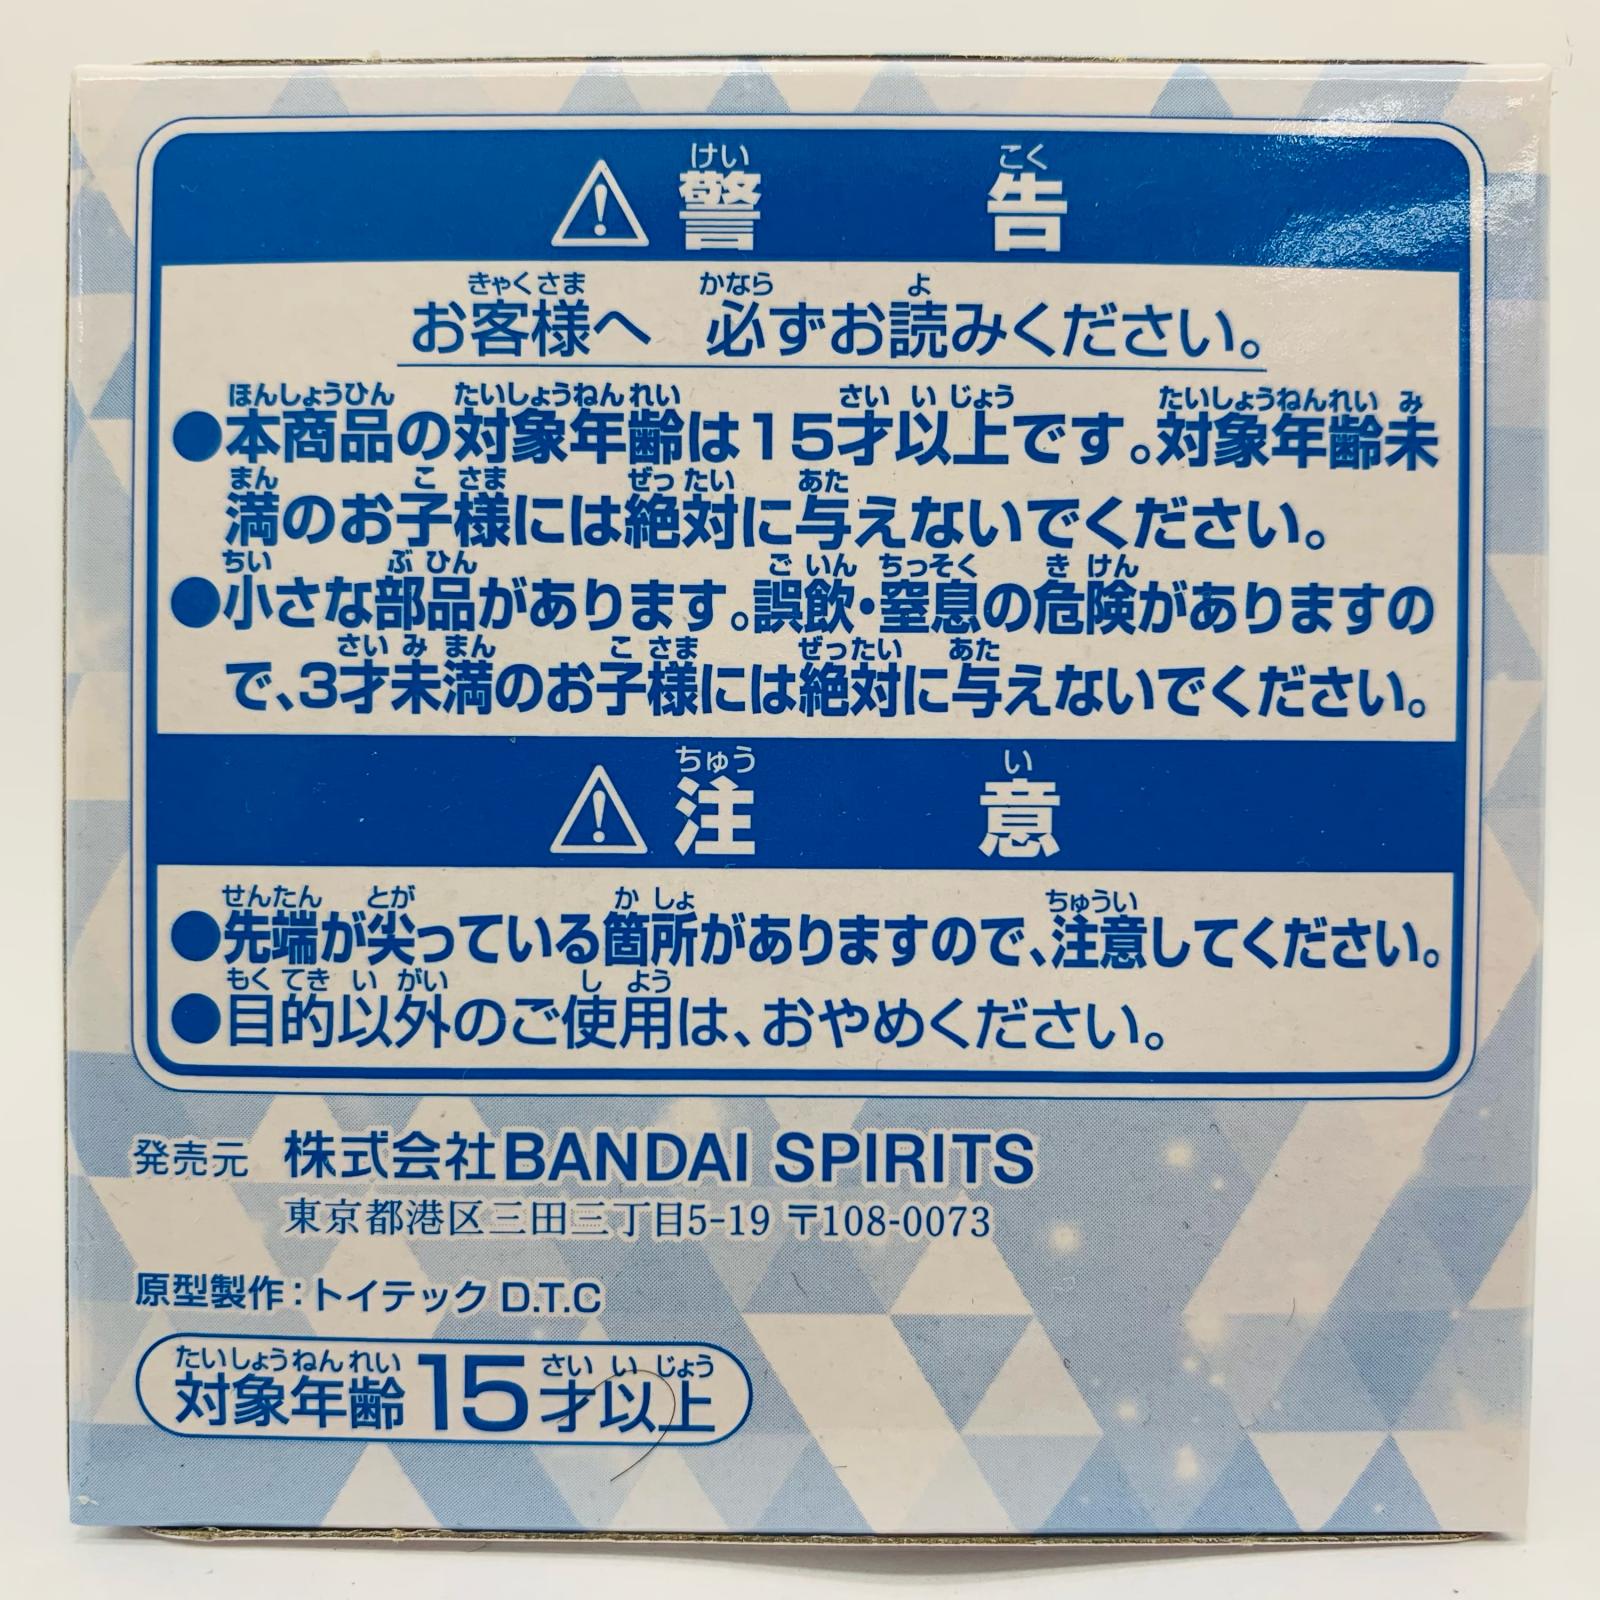 ⚠警告
けい こく
お客様へ 必ずお読みください。
きゃくさま かなら よ
●本商品の対象年齢は15才以上です。対象年齢未
ほんしょうひん たいしょうねんれい さい い じょう たいしょうねんれい み
満のお子様には絶対に与えないでください。
まん こ さま ぜったい あた
●小さな部品があります。誤飲・窒息の危険がありますの
ちい ぶ ひん ご いん ちっそく き けん
で、3才未満のお子様には絶対に与えないでください。
さい み まん こ さま ぜったい あた
⚠注意
ちゅう い
●先端が尖っている箇所がありますので、注意してください。
せんたん とが か しょ ちゅうい
●目的以外のご使用は、おやめください。
もくてき い がい し よう
発売元 株式会社BANDAI SPIRITS
東京都港区三田三丁目5-19 〒108-0073
原型製作：トイテック D.T.C
対象年齢 15才以上
たいしょうねんれい さい い じょう